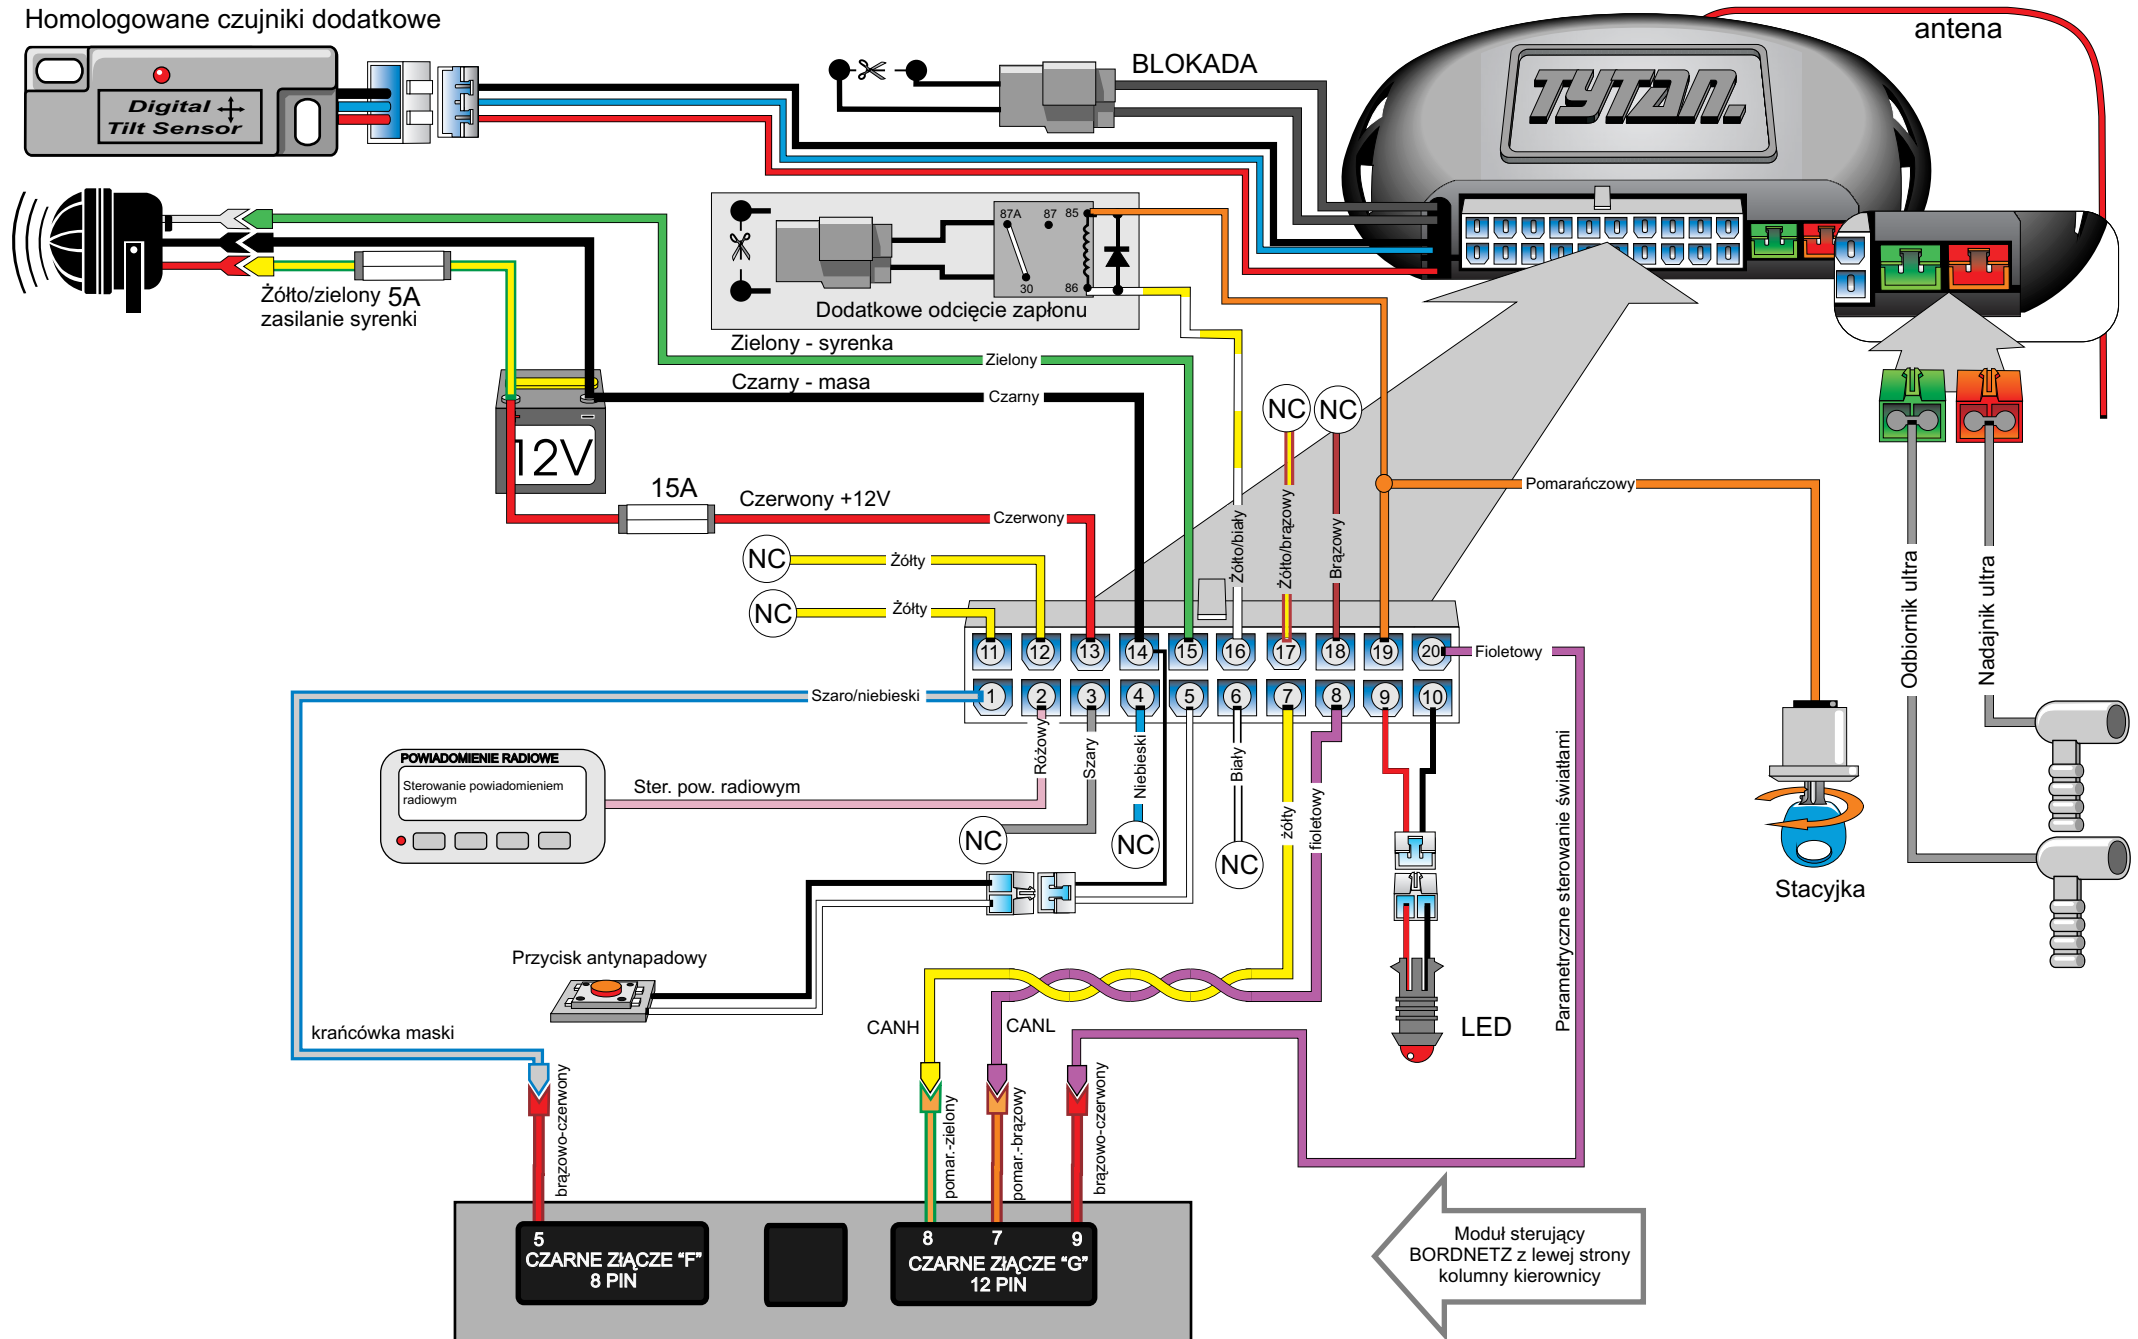 Homologowane czujniki dodatkowe
Digital
Tilt Sensor
BLOKADA
TYTAN.
antena
Żółto/zielony 5A
zasilanie syrenki
87A
87
85
30
86
Dodatkowe odcięcie zapłonu
Zielony - syrenka
Zielony
Czarny - masa
Czarny
12V
15A
Czerwony +12V
Czerwony
NC
Żółty
NC
Żółty
NC
NC
Żółto/biały
Żółto/brązowy
Brązowy
Pomarańczowy
Odbiornik ultra
Nadajnik ultra
11
12
13
14
15
16
17
18
19
20
Fioletowy
Szaro/niebieski
1
2
3
4
5
6
7
8
9
10
POWIADOMIENIE RADIOWE
Sterowanie powiadomieniem
radiowym
Ster. pow. radiowym
Różowy
Szary
Niebieski
Biały
żółty
fioletowy
NC
NC
NC
Parametryczne sterowanie światłami
Stacyjka
Przycisk antynapadowy
LED
krańcówka maski
CANH
CANL
brązowo-czerwony
pomar.-zielony
pomar.-brązowy
brązowo-czerwony
5
CZARNE ZŁĄCZE "F"
8 PIN
8
7
9
CZARNE ZŁĄCZE "G"
12 PIN
Moduł sterujący
BORDNETZ z lewej strony
kolumny kierownicy